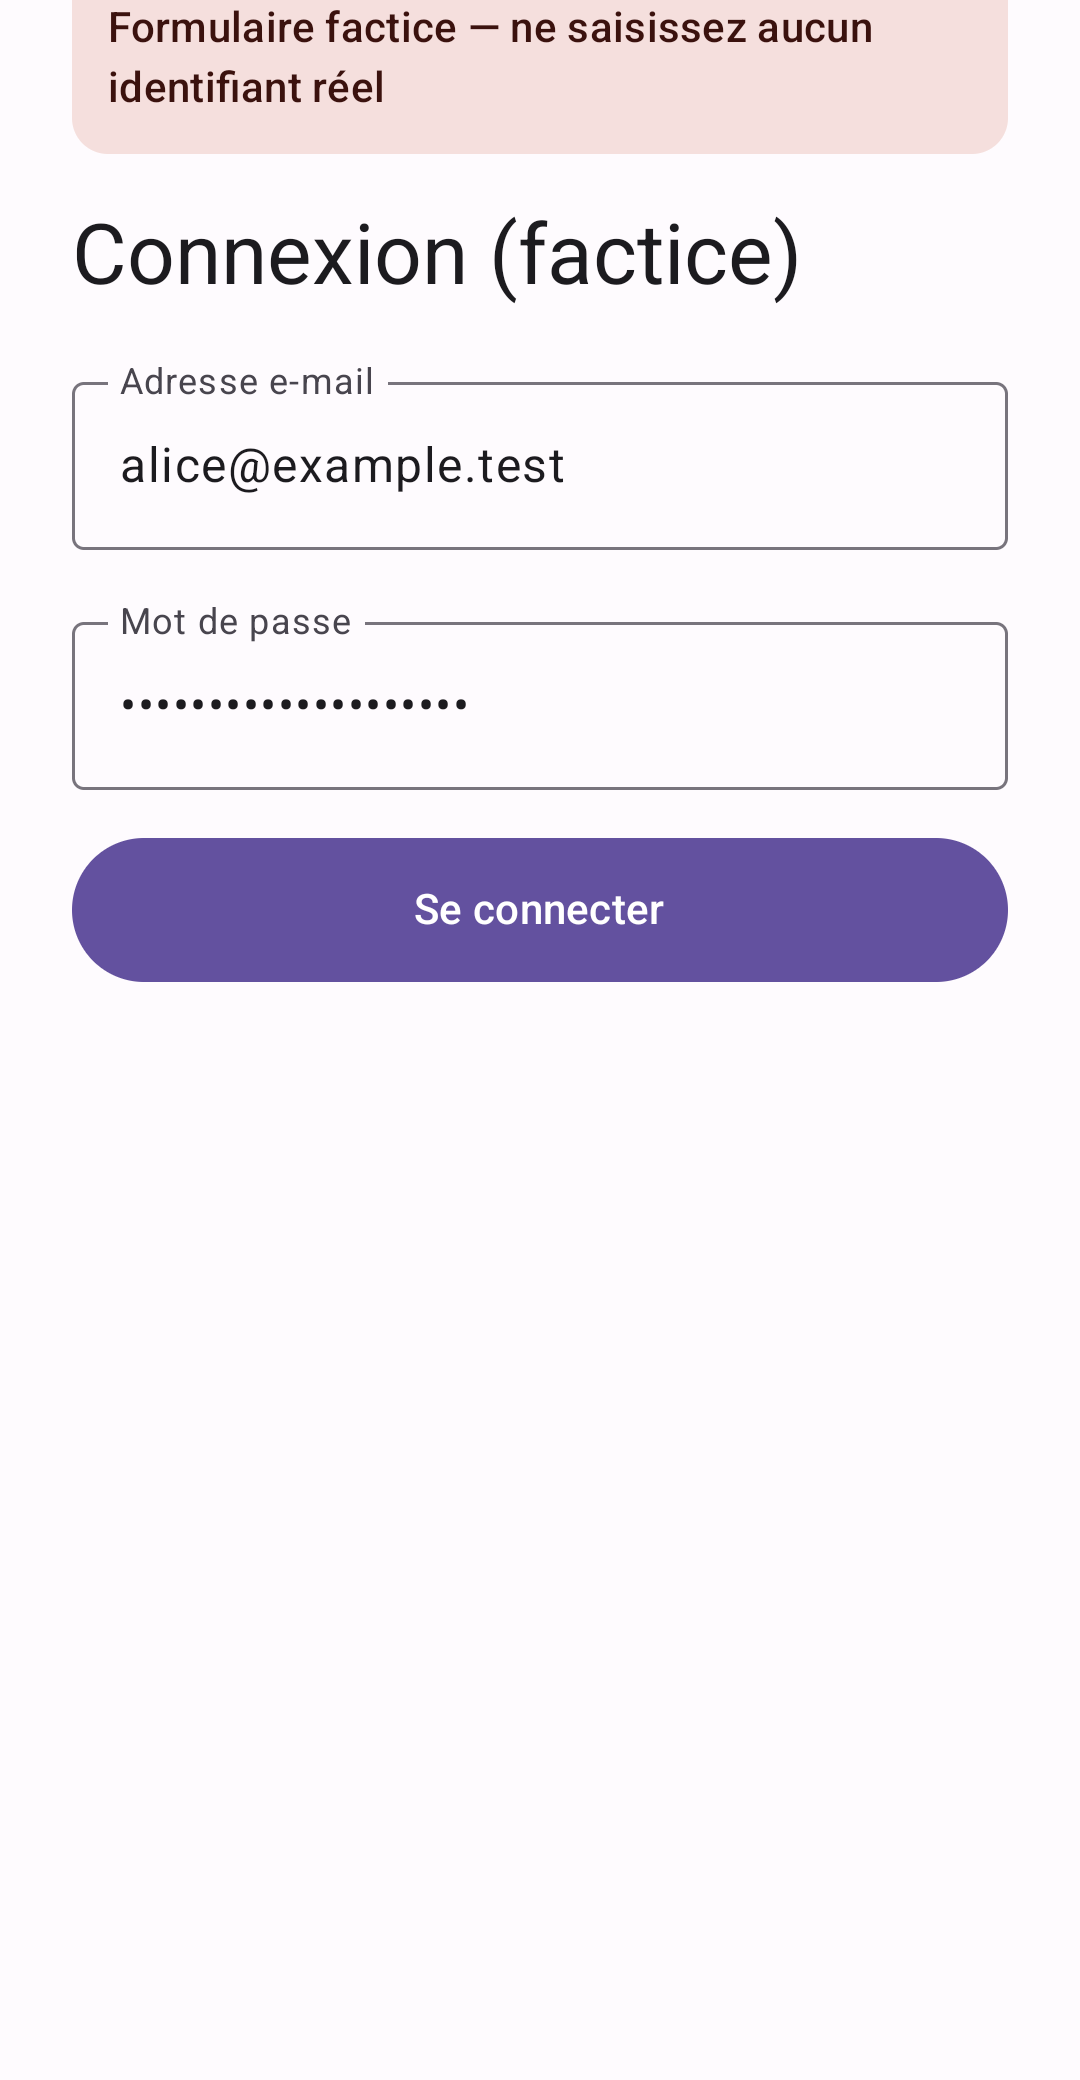 Formulaire factice — ne saisissez aucun
identifiant réel
Connexion (factice)
Adresse e-mail
alice@example.test
Mot de passe
••••••••••••••••••••
Se connecter